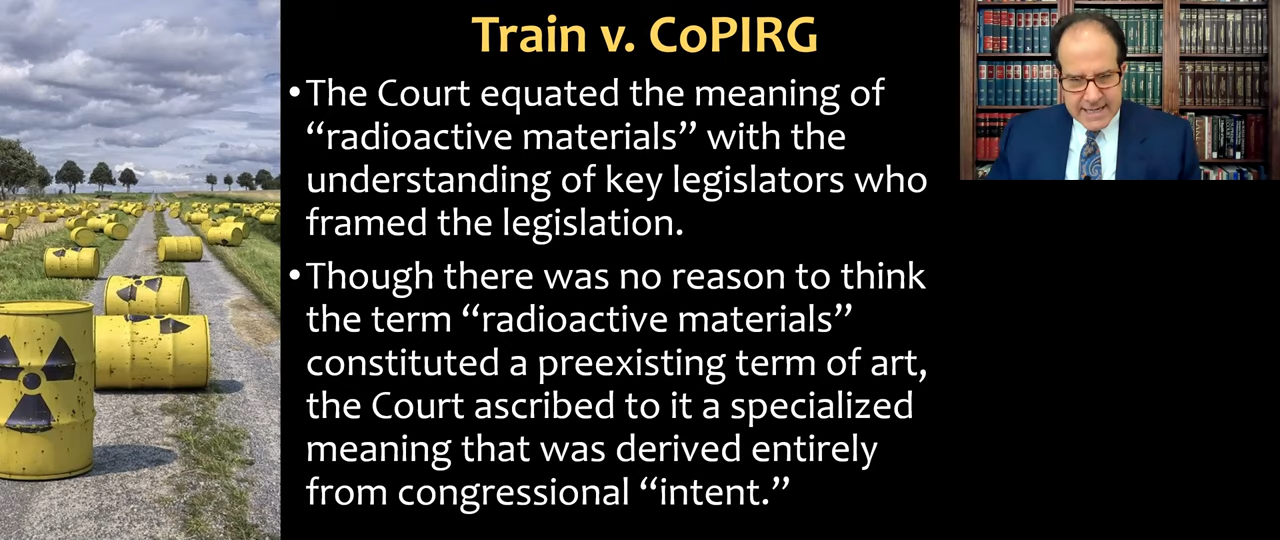 Train v. CoPIRG
•The Court equated the meaning of
“radioactive materials” with the
understanding of key legislators who
framed the legislation.
•Though there was no reason to think
the term “radioactive materials”
constituted a preexisting term of art,
the Court ascribed to it a specialized
meaning that was derived entirely
from congressional “intent.”